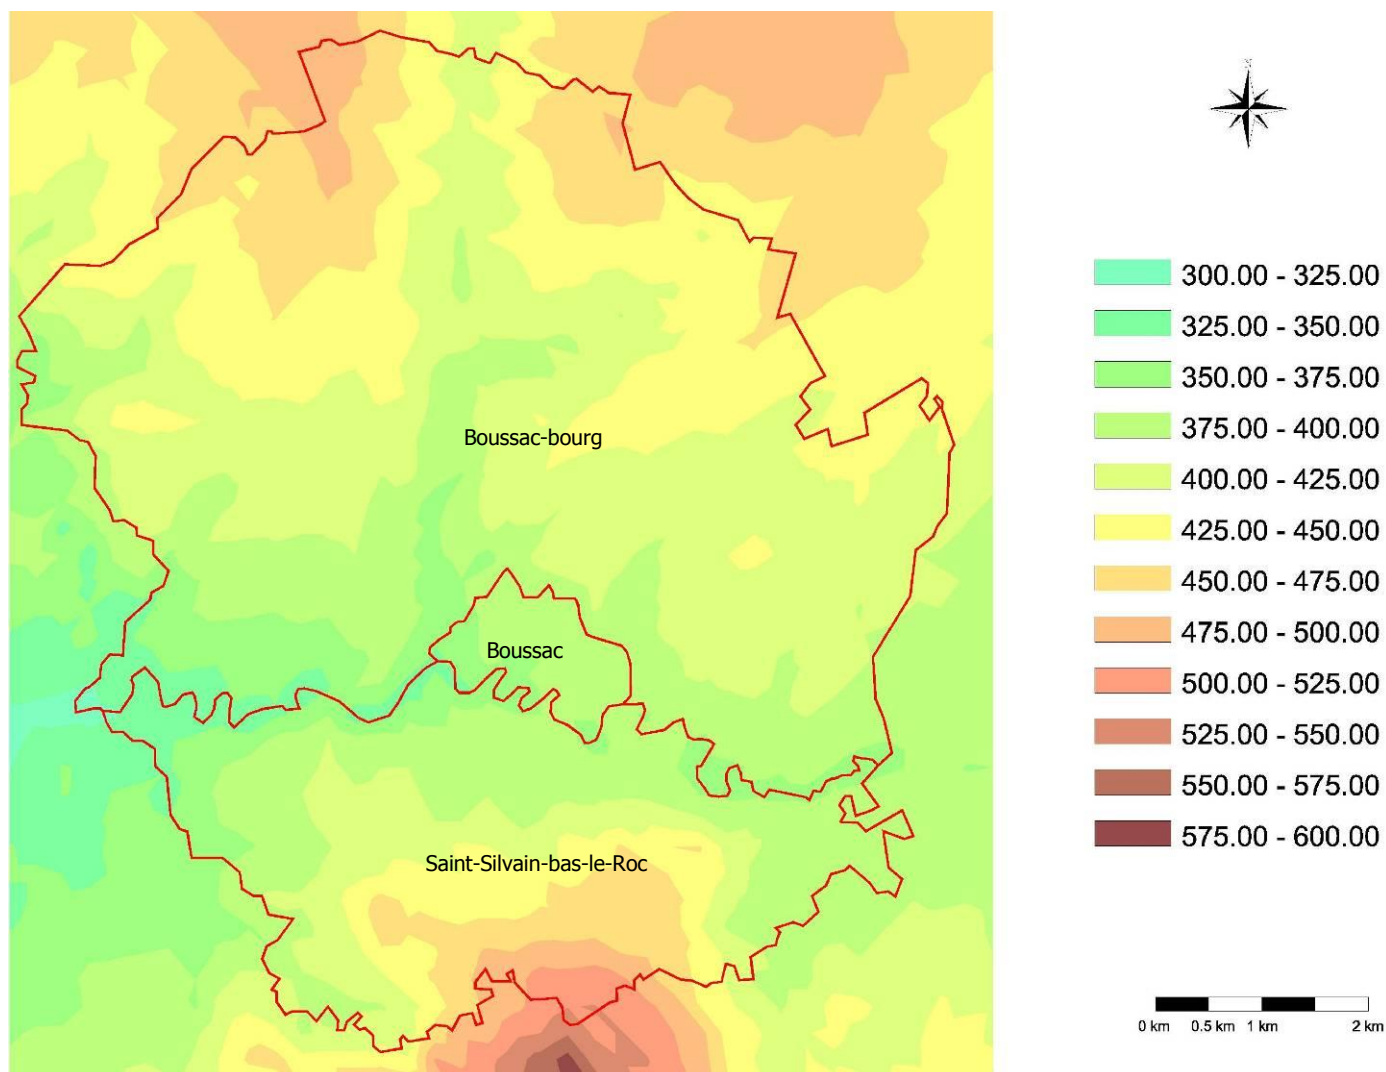 N
300.00 - 325.00
325.00 - 350.00
350.00 - 375.00
375.00 - 400.00
400.00 - 425.00
425.00 - 450.00
450.00 - 475.00
475.00 - 500.00
500.00 - 525.00
525.00 - 550.00
550.00 - 575.00
575.00 - 600.00
Boussac-bourg
Boussac
Saint-Silvain-bas-le-Roc
0 km 0.5 km 1 km 2 km